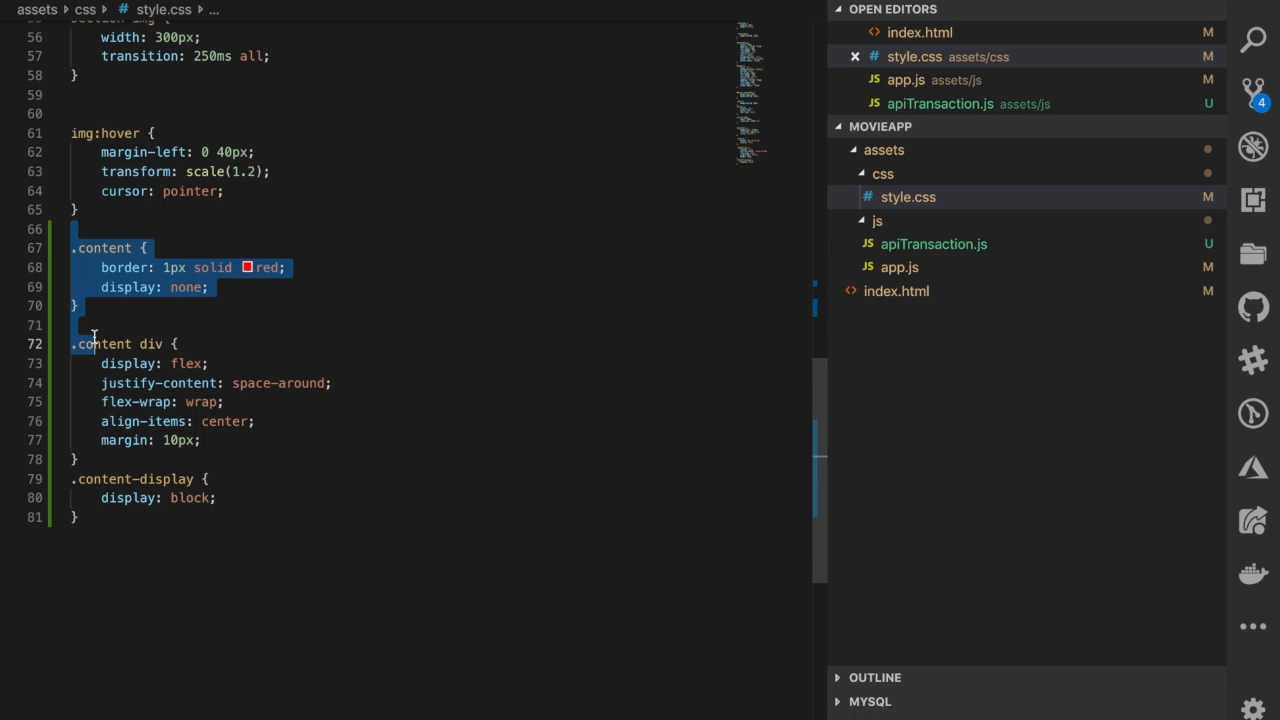 assets css # style.css ...
section img {
56 width: 300px;
57 transition: 250ms all;
58 }
59
60
61 img:hover {
62 margin-left: 0 40px;
63 transform: scale(1.2);
64 cursor: pointer;
65 }
66
67 .content {
68 border: 1px solid red;
69 display: none;
70 }
71
72 .content div {
73 display: flex;
74 justify-content: space-around;
75 flex-wrap: wrap;
76 align-items: center;
77 margin: 10px;
78 }
79 .content-display {
80 display: block;
81 }
OPEN EDITORS
<> index.html M
# style.css assets/css M
JS app.js assets/js M
JS apiTransaction.js assets/js U
MOVIEAPP
assets
css
# style.css M
js
JS apiTransaction.js U
JS app.js M
<> index.html M
OUTLINE
MYSQL
4